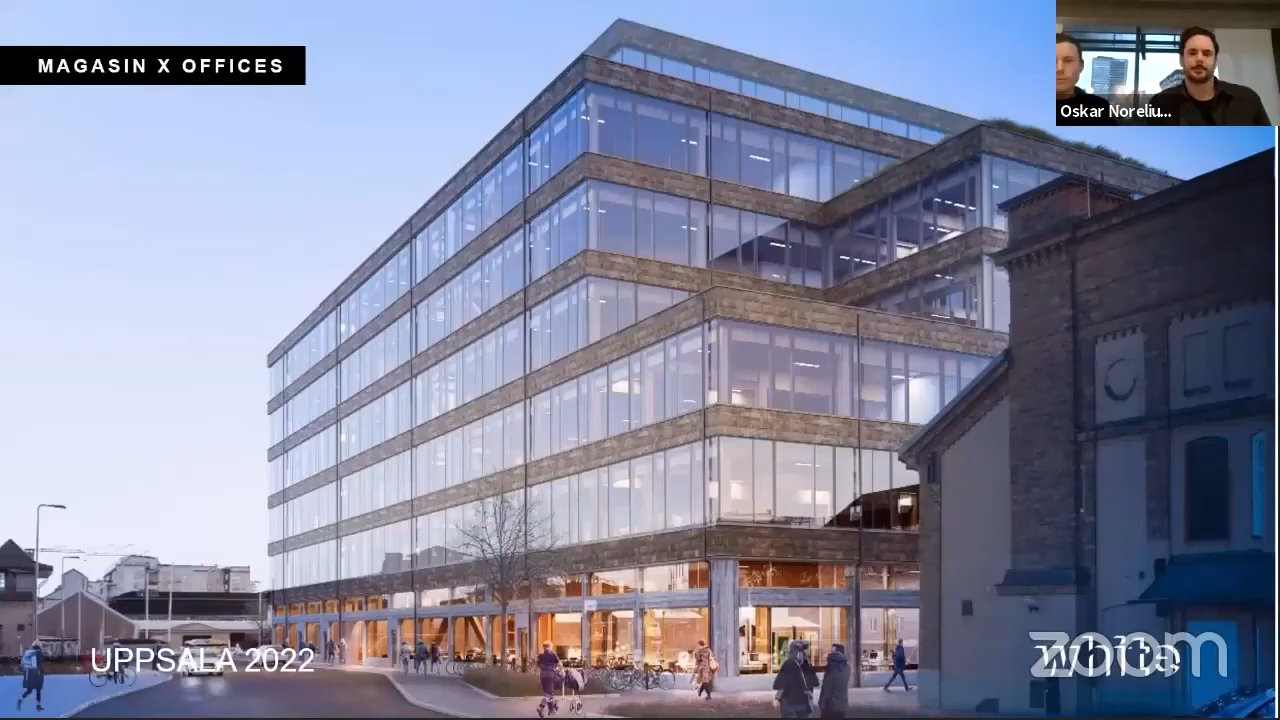 MAGASIN X OFFICES
Oskar Noreliu...
UPPSALA 2022
white
zoom